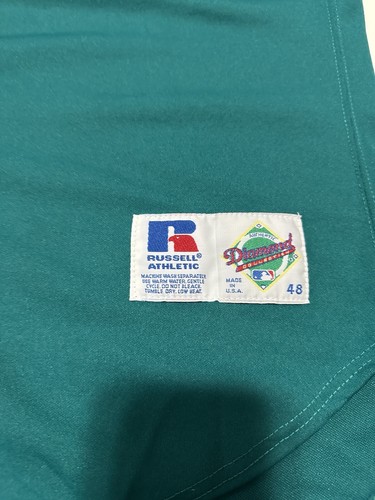 RUSSELL®
ATHLETIC
MACHINE WASH SEPARATELY.
USE WARM WATER, GENTLE
CYCLE. DO NOT BLEACH.
TUMBLE DRY, LOW HEAT.
AUTHENTIC
Diamond
COLLECTION
MADE
IN
U.S.A.
48